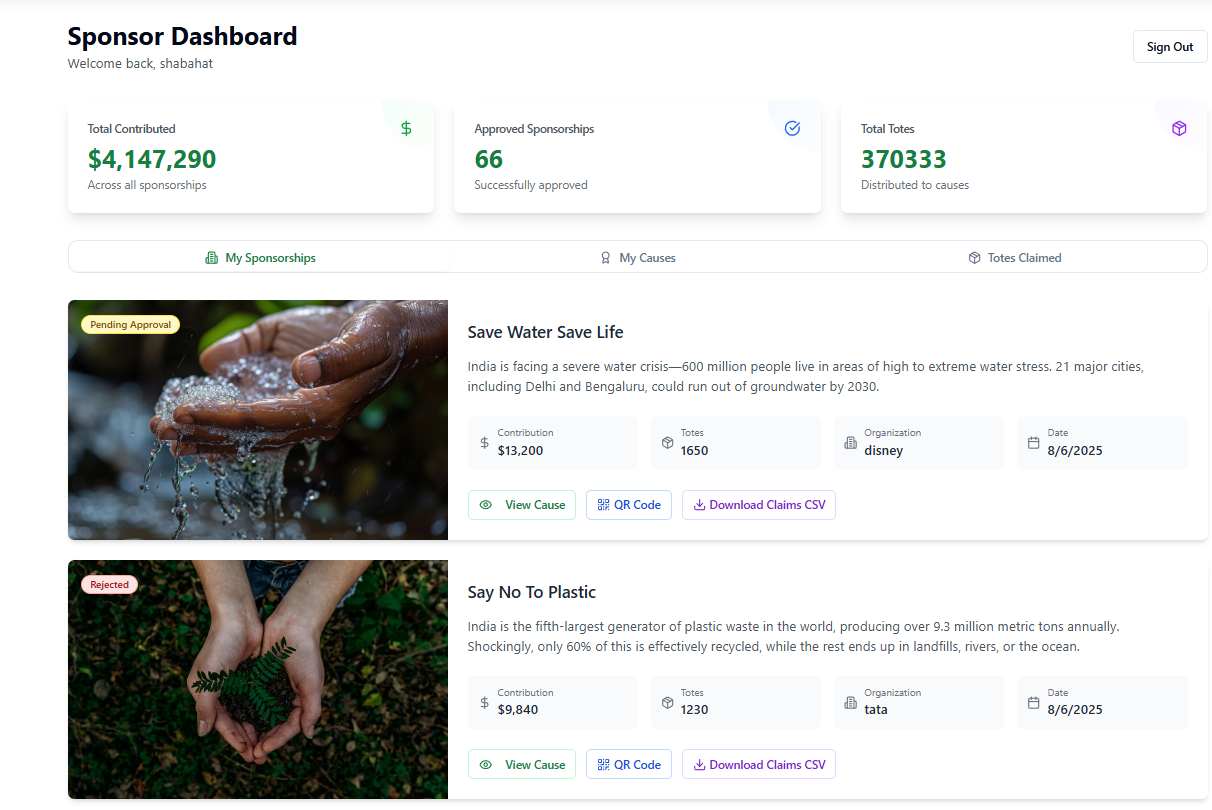 Sponsor Dashboard
Welcome back, shabahat
Sign Out
Total Contributed
$4,147,290
Across all sponsorships
Approved Sponsorships
66
Successfully approved
Total Totes
370333
Distributed to causes
My Sponsorships
My Causes
Totes Claimed
Pending Approval
Save Water Save Life
India is facing a severe water crisis—600 million people live in areas of high to extreme water stress. 21 major cities,
including Delhi and Bengaluru, could run out of groundwater by 2030.
Contribution
$13,200
Totes
1650
Organization
disney
Date
8/6/2025
View Cause
QR Code
Download Claims CSV
Rejected
Say No To Plastic
India is the fifth-largest generator of plastic waste in the world, producing over 9.3 million metric tons annually.
Shockingly, only 60% of this is effectively recycled, while the rest ends up in landfills, rivers, or the ocean.
Contribution
$9,840
Totes
1230
Organization
tata
Date
8/6/2025
View Cause
QR Code
Download Claims CSV